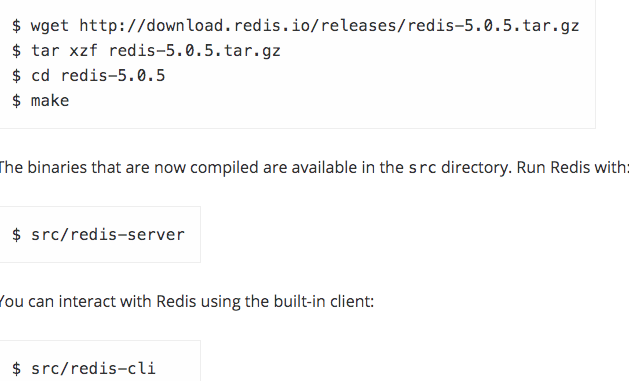 $ wget http://download.redis.io/releases/redis-5.0.5.tar.gz
$ tar xzf redis-5.0.5.tar.gz
$ cd redis-5.0.5
$ make
The binaries that are now compiled are available in the src directory. Run Redis with:
$ src/redis-server
You can interact with Redis using the built-in client:
$ src/redis-cli